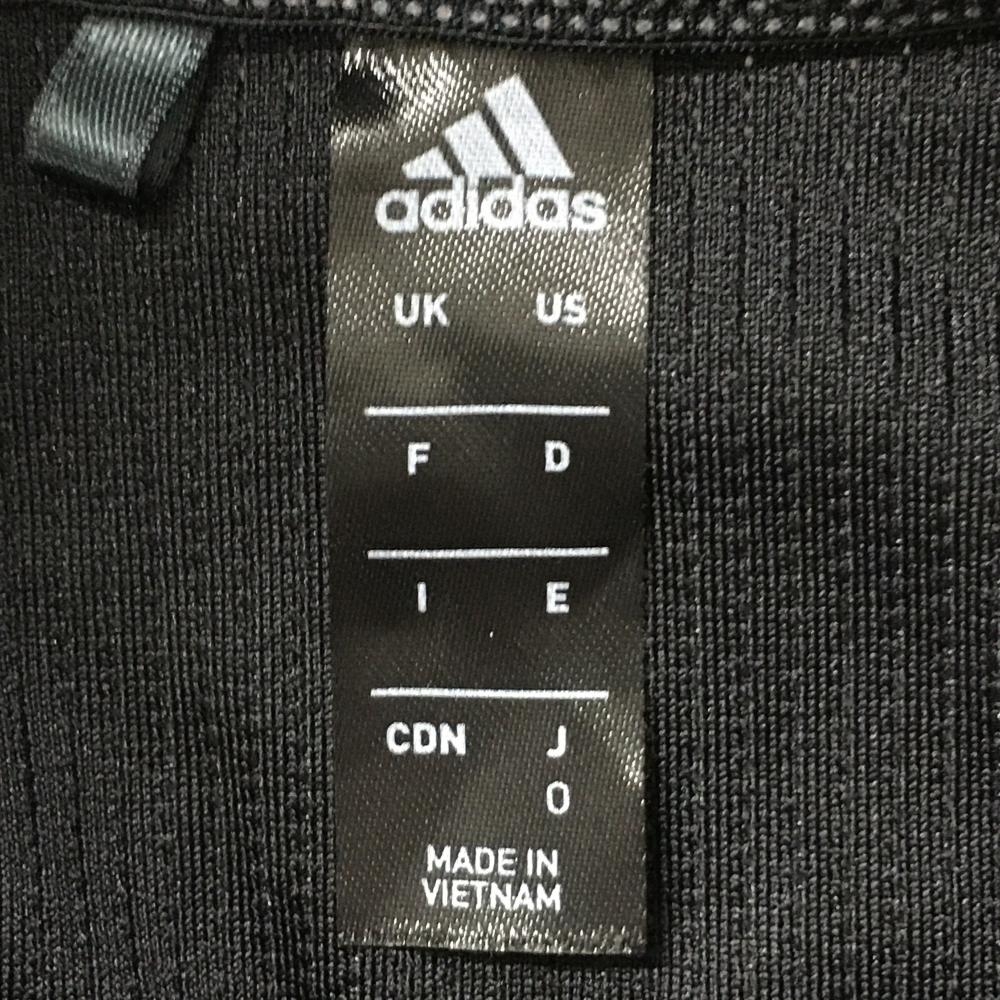 adidas
UK US
F D
I E
CDN J
O
MADE IN
VIETNAM